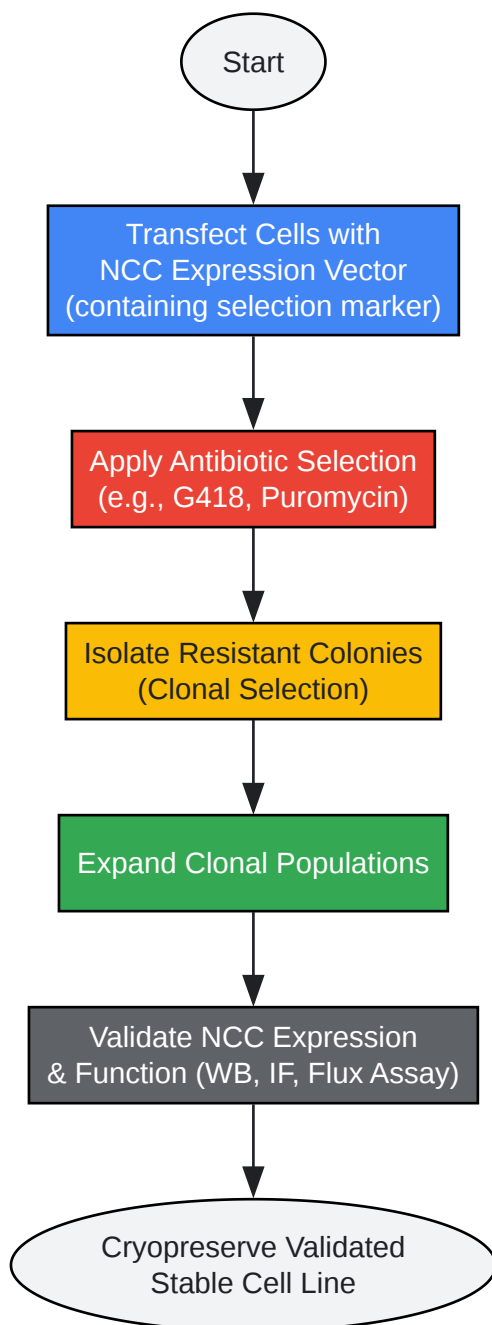 Start
Transfect Cells with
NCC Expression Vector
(containing selection marker)
Apply Antibiotic Selection
(e.g., G418, Puromycin)
Isolate Resistant Colonies
(Clonal Selection)
Expand Clonal Populations
Validate NCC Expression
& Function (WB, IF, Flux Assay)
Cryopreserve Validated
Stable Cell Line